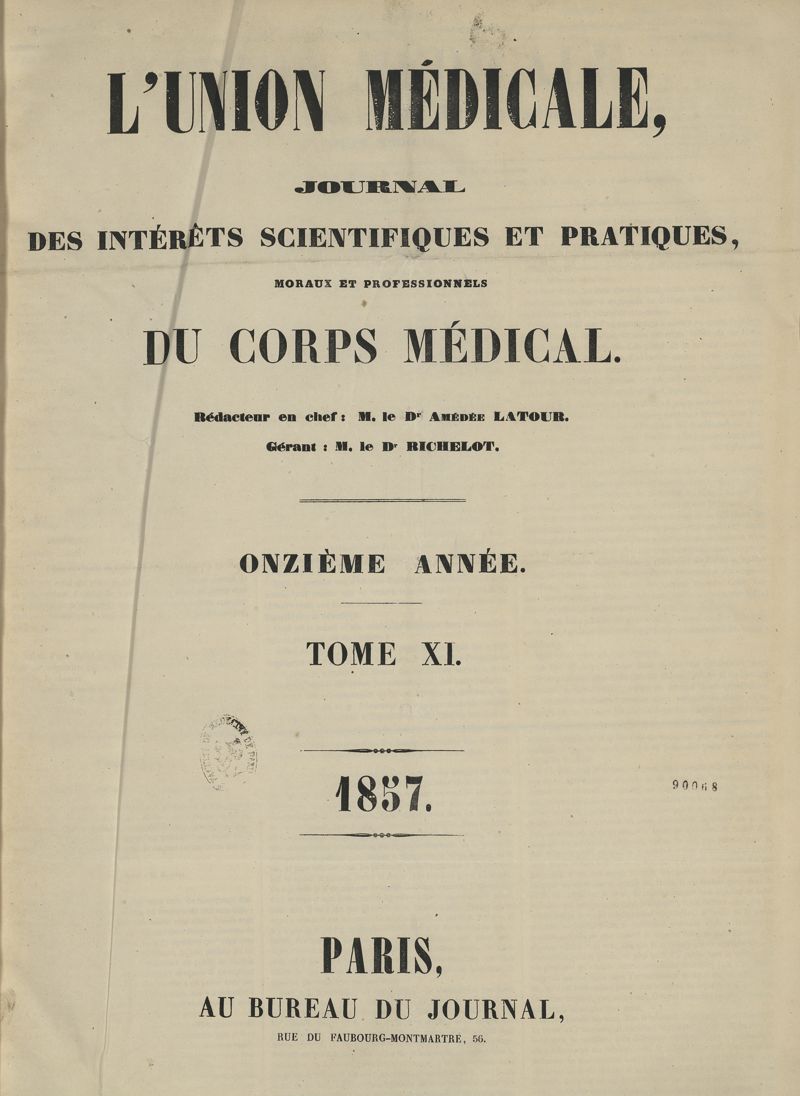 L'UNION MÉDICALE,
JOURNAL
DES INTÉRÊTS SCIENTIFIQUES ET PRATIQUES,
MORAUX ET PROFESSIONNELS
DU CORPS MÉDICAL.
Rédacteur en chef : M. le Dr AMÉDÉE LATOUR.
Gérant : M. le Dr RICHELOT.
ONZIÈME ANNÉE.
TOME XI.
1857.
90068
PARIS,
AU BUREAU DU JOURNAL,
RUE DU FAUBOURG-MONTMARTRE, 56.